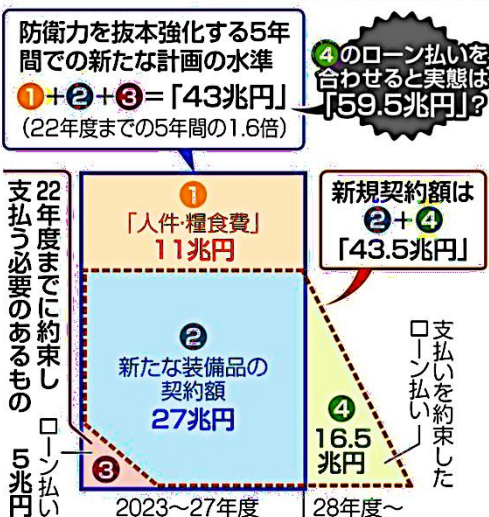 防衛力を抜本強化する5年
間での新たな計画の水準
❶+❷+❸=「43兆円」
(22年度までの5年間の1.6倍)
❹のローン払いを
合わせると実態は
「59.5兆円」?
❶
「人件・糧食費」
11兆円
新規契約額は
❷+❹
「43.5兆円」
22年度までに約束し
支払う必要のあるもの
ローン払い
5兆円
❷
新たな装備品の
契約額
27兆円
❸
❹
16.5
兆円
支払いを約束した
ローン払い
2023~27年度
28年度~